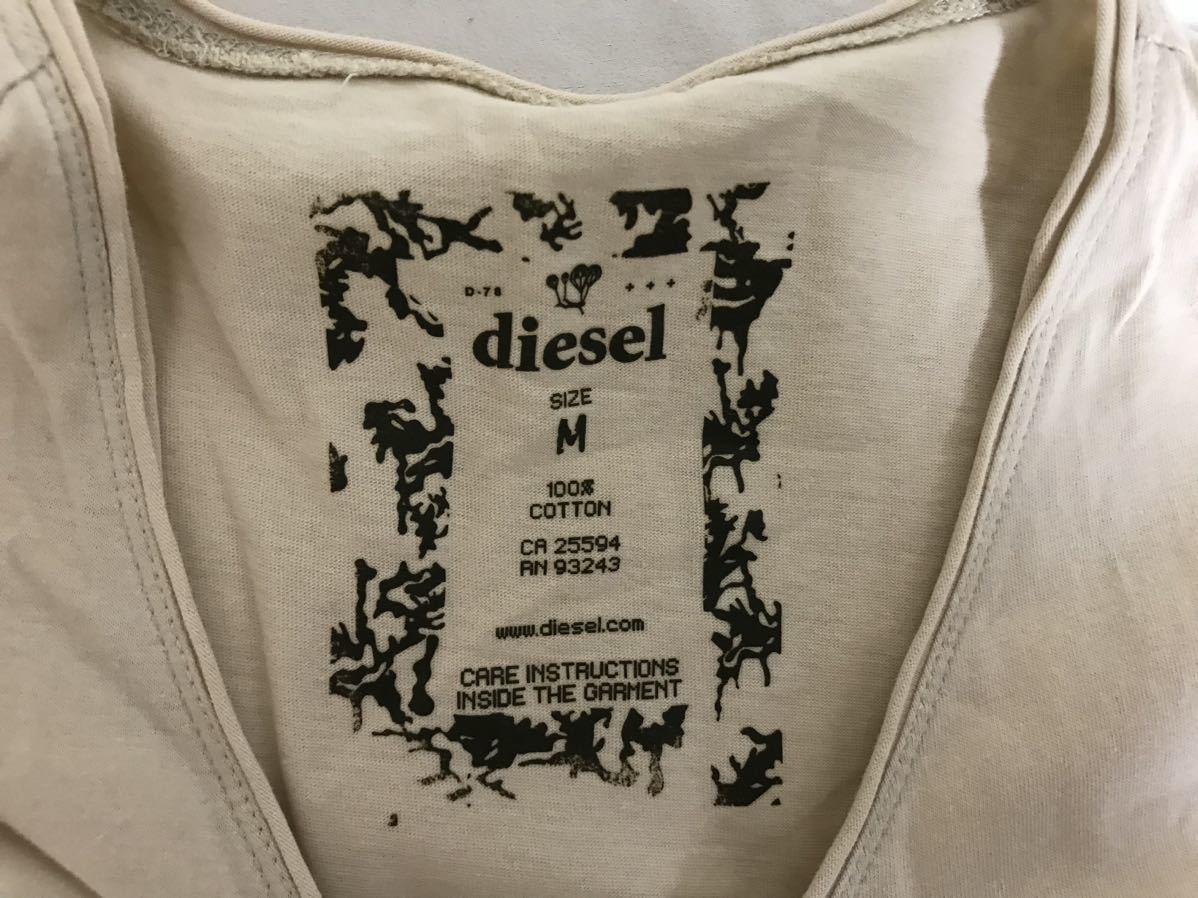 D-78 +++
diesel
SIZE
M
100%
COTTON
CA 25594
RN 93243
www.diesel.com
CARE INSTRUCTIONS
INSIDE THE GARMENT